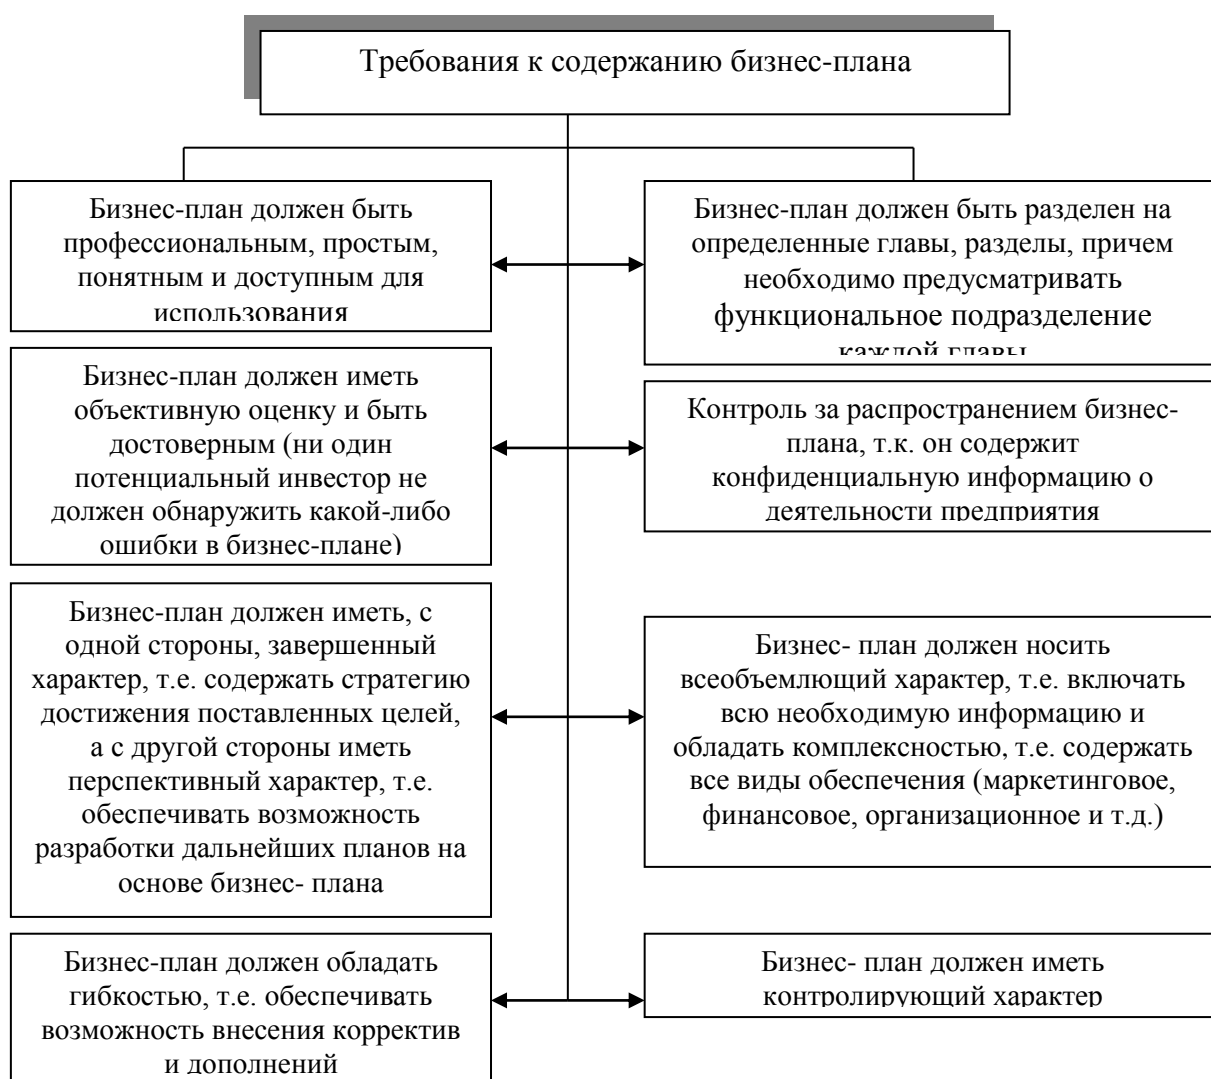 Требования к содержанию бизнес-плана
Бизнес-план должен быть
профессиональным, простым,
понятным и доступным для
использования
Бизнес-план должен быть разделен на
определенные главы, разделы, причем
необходимо предусматривать
функциональное подразделение
каждой главы
Бизнес-план должен иметь
объективную оценку и быть
достоверным (ни один
потенциальный инвестор не
должен обнаружить какой-либо
ошибки в бизнес-плане)
Контроль за распространением бизнес-
плана, т.к. он содержит
конфиденциальную информацию о
деятельности предприятия
Бизнес-план должен иметь, с
одной стороны, завершенный
характер, т.е. содержать стратегию
достижения поставленных целей,
а с другой стороны иметь
перспективный характер, т.е.
обеспечивать возможность
разработки дальнейших планов на
основе бизнес- плана
Бизнес- план должен носить
всеобъемлющий характер, т.е. включать
всю необходимую информацию и
обладать комплексностью, т.е. содержать
все виды обеспечения (маркетинговое,
финансовое, организационное и т.д.)
Бизнес-план должен обладать
гибкостью, т.е. обеспечивать
возможность внесения корректив
и дополнений
Бизнес- план должен иметь
контролирующий характер